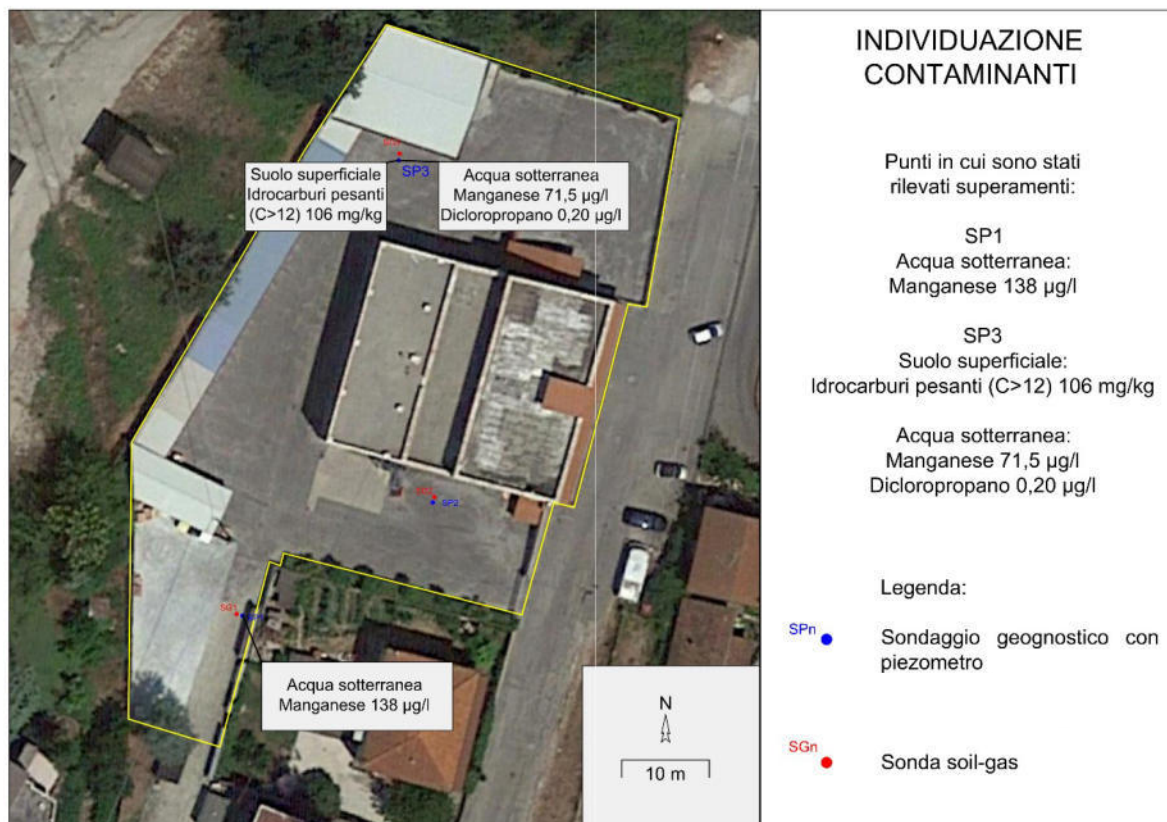 INDIVIDUAZIONE
CONTAMINANTI
Punti in cui sono stati
rilevati superamenti:
SP1
Acqua sotterranea:
Manganese 138 µg/l
SP3
Suolo superficiale:
Idrocarburi pesanti (C>12) 106 mg/kg
Acqua sotterranea:
Manganese 71,5 µg/l
Dicloropropano 0,20 µg/l
Legenda:
SPn
Sondaggio geognostico con
piezometro
SGn
Sonda soil-gas
SP3
Suolo superficiale
Idrocarburi pesanti
(C>12) 106 mg/kg
Acqua sotterranea
Manganese 71,5 µg/l
Dicloropropano 0,20 µg/l
SP2
SG1
Acqua sotterranea
Manganese 138 µg/l
N
10 m